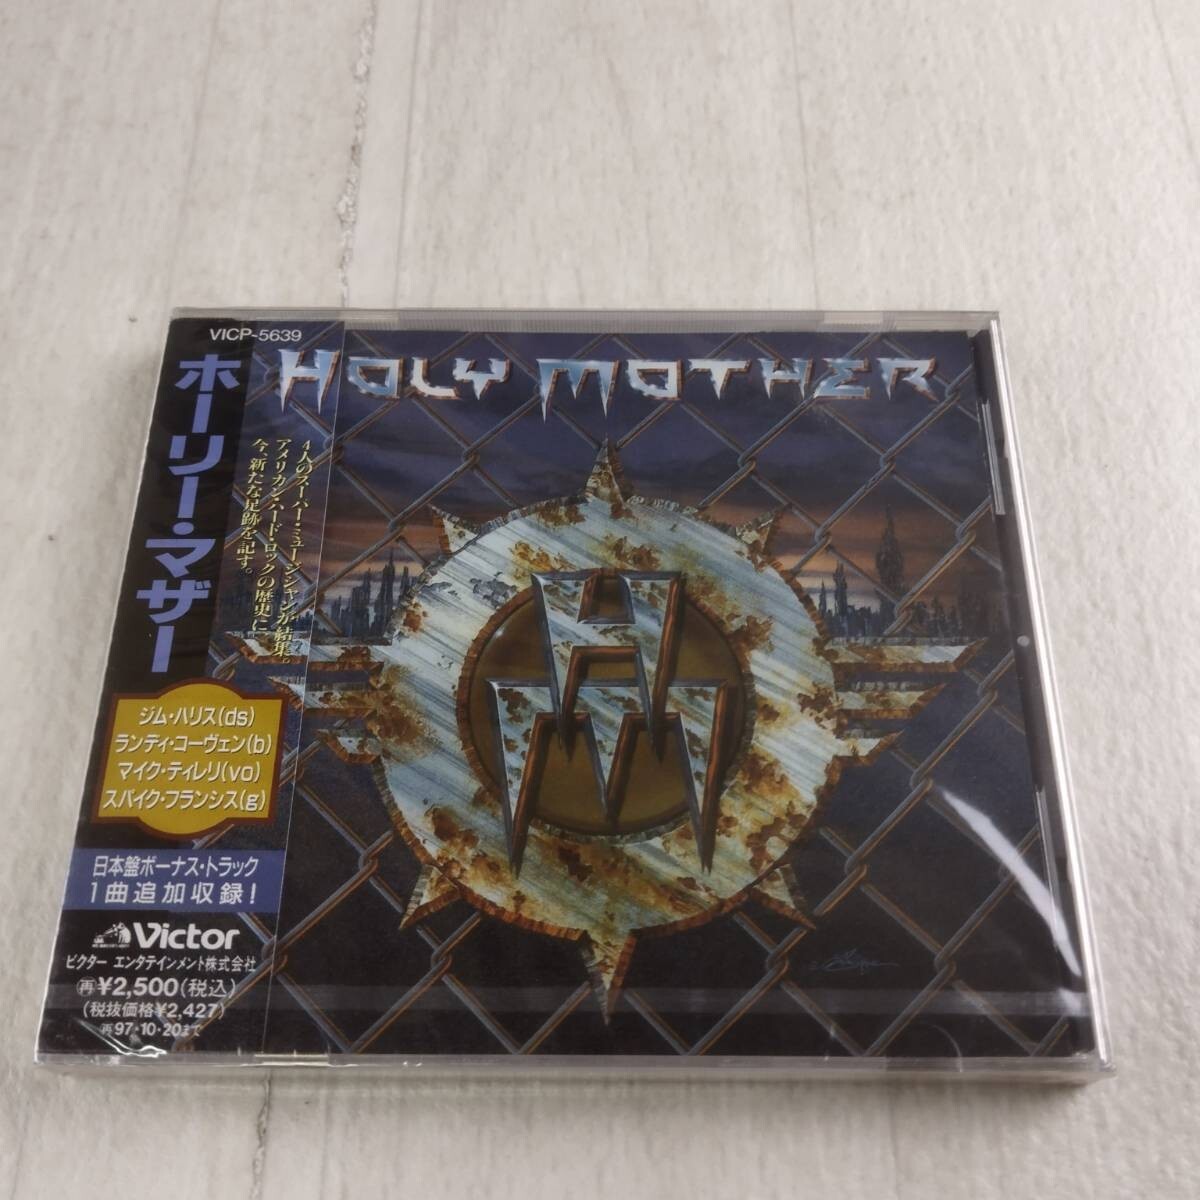 VICP-5639
ホーリー・マザー
HOLY MOTHER
4人のスーパー・ミュージシャンが結集。
アメリカン・ハード・ロックの歴史に
今、新たな足跡を記す。
HM
ジム・ハリス(ds)
ランディ・コーヴェン(b)
マイク・ティレリ(vo)
スパイク・フランシス(g)
日本盤ボーナス・トラック
1曲追加収録!
Victor
ビクター エンタテインメント株式会社
再¥2,500(税込)
(税抜価格¥2,427)
再97・10・20まで